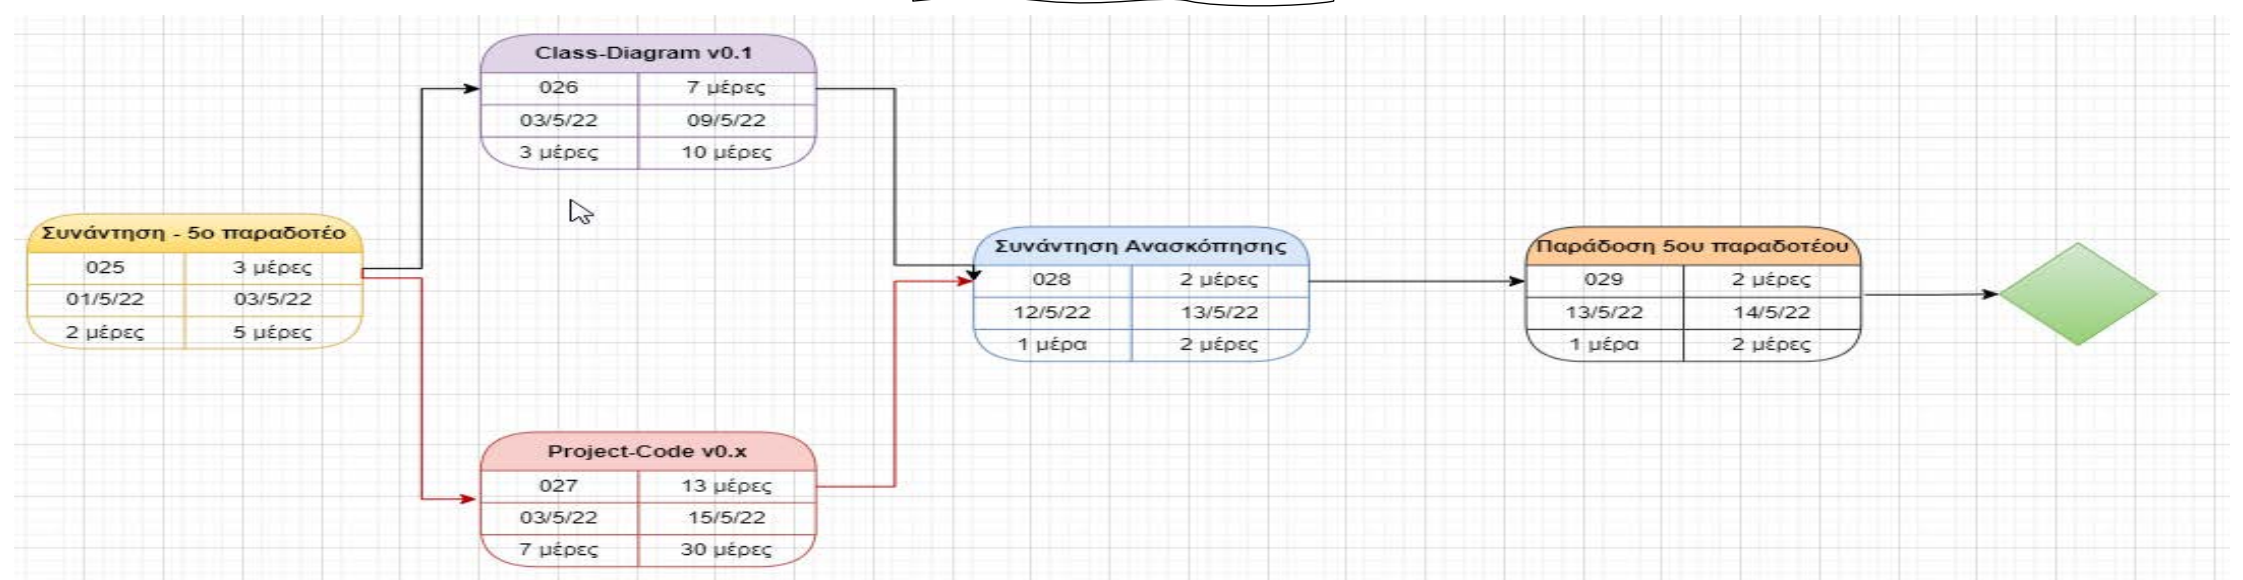 Class-Diagram v0.1
026 7 μέρες
03/5/22 09/5/22
3 μέρες 10 μέρες
Συνάντηση - 5ο παραδοτέο
025 3 μέρες
01/5/22 03/5/22
2 μέρες 5 μέρες
Συνάντηση Ανασκόπησης
028 2 μέρες
12/5/22 13/5/22
1 μέρα 2 μέρες
Παράδοση 5ου παραδοτέου
029 2 μέρες
13/5/22 14/5/22
1 μέρα 2 μέρες
Project-Code v0.x
027 13 μέρες
03/5/22 15/5/22
7 μέρες 30 μέρες